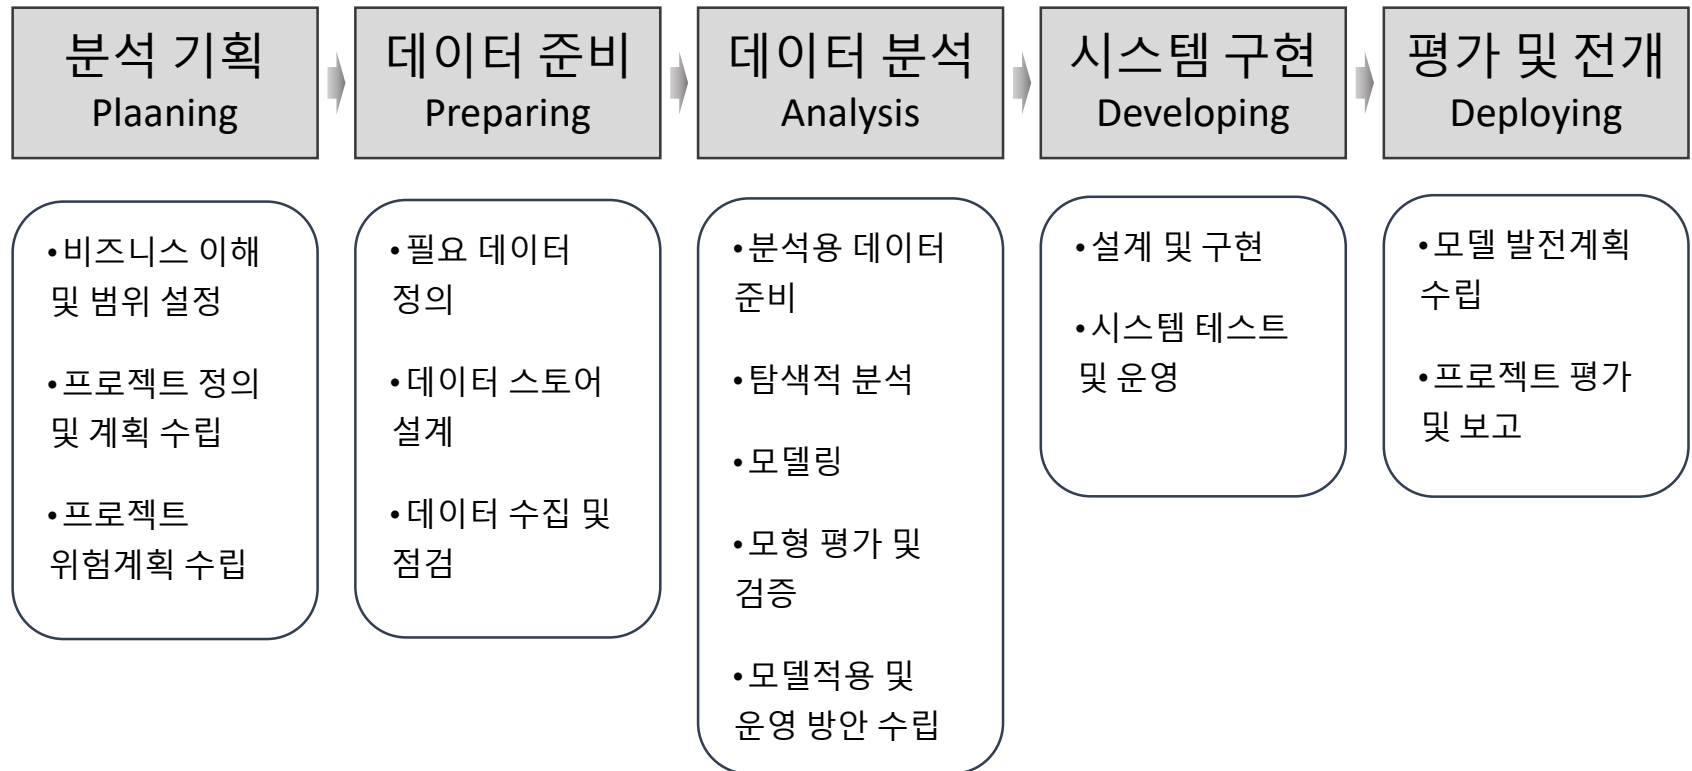 분석 기획
Plaaning
데이터 준비
Preparing
데이터 분석
Analysis
시스템 구현
Developing
평가 및 전개
Deploying
•비즈니스 이해
및 범위 설정
•프로젝트 정의
및 계획 수립
•프로젝트
위험계획 수립
•필요 데이터
정의
•데이터 스토어
설계
•데이터 수집 및
점검
•분석용 데이터
준비
•탐색적 분석
•모델링
•모형 평가 및
검증
•모델적용 및
운영 방안 수립
•설계 및 구현
•시스템 테스트
및 운영
•모델 발전계획
수립
•프로젝트 평가
및 보고